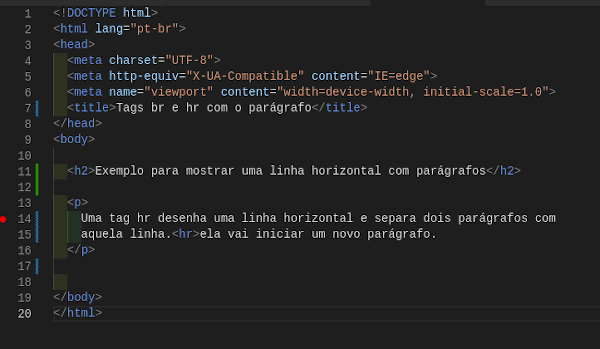 1 <!DOCTYPE html>
2 <html lang="pt-br">
3 <head>
4 <meta charset="UTF-8">
5 <meta http-equiv="X-UA-Compatible" content="IE=edge">
6 <meta name="viewport" content="width=device-width, initial-scale=1.0">
7 <title>Tags br e hr com o parágrafo</title>
8 </head>
9 <body>
10
11 <h2>Exemplo para mostrar uma linha horizontal com parágrafos</h2>
12
13 <p>
14 Uma tag hr desenha uma linha horizontal e separa dois parágrafos com
15 aquela linha.<hr>ela vai iniciar um novo parágrafo.
16 </p>
17
18
19 </body>
20 </html>